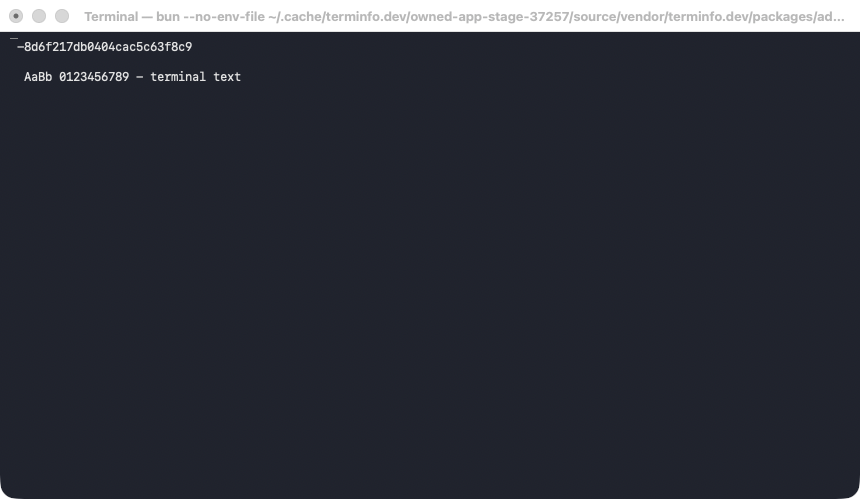 Terminal — bun --no-env-file ~/.cache/terminfo.dev/owned-app-stage-37257/source/vendor/terminfo.dev/packages/ad...
—8d6f217db0404cac5c63f8c9
AaBb 0123456789 — terminal text